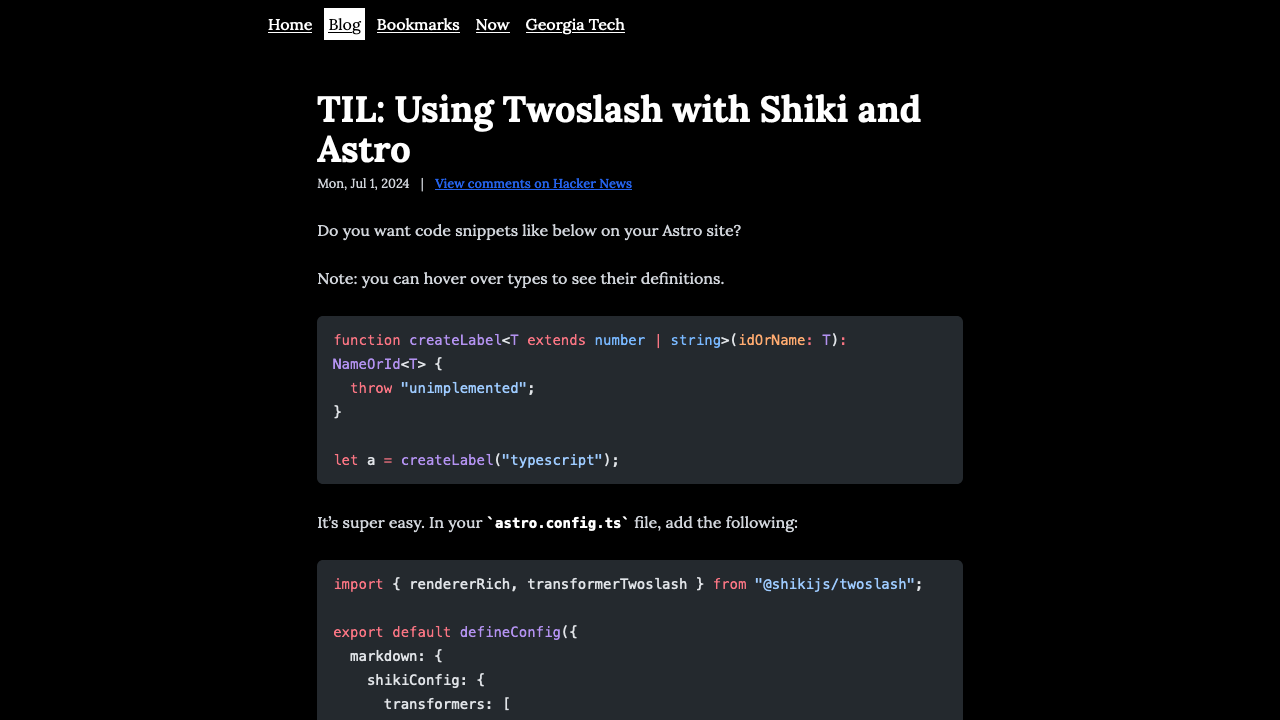 Home Blog Bookmarks Now Georgia Tech
TIL: Using Twoslash with Shiki and
Astro
Mon, Jul 1, 2024 | View comments on Hacker News
Do you want code snippets like below on your Astro site?
Note: you can hover over types to see their definitions.
function createLabel<T extends number | string>(idOrName: T):
NameOrId<T> {
  throw "unimplemented";
}
let a = createLabel("typescript");
It’s super easy. In your `astro.config.ts` file, add the following:
import { rendererRich, transformerTwoslash } from "@shikijs/twoslash";
export default defineConfig({
  markdown: {
    shikiConfig: {
      transformers: [